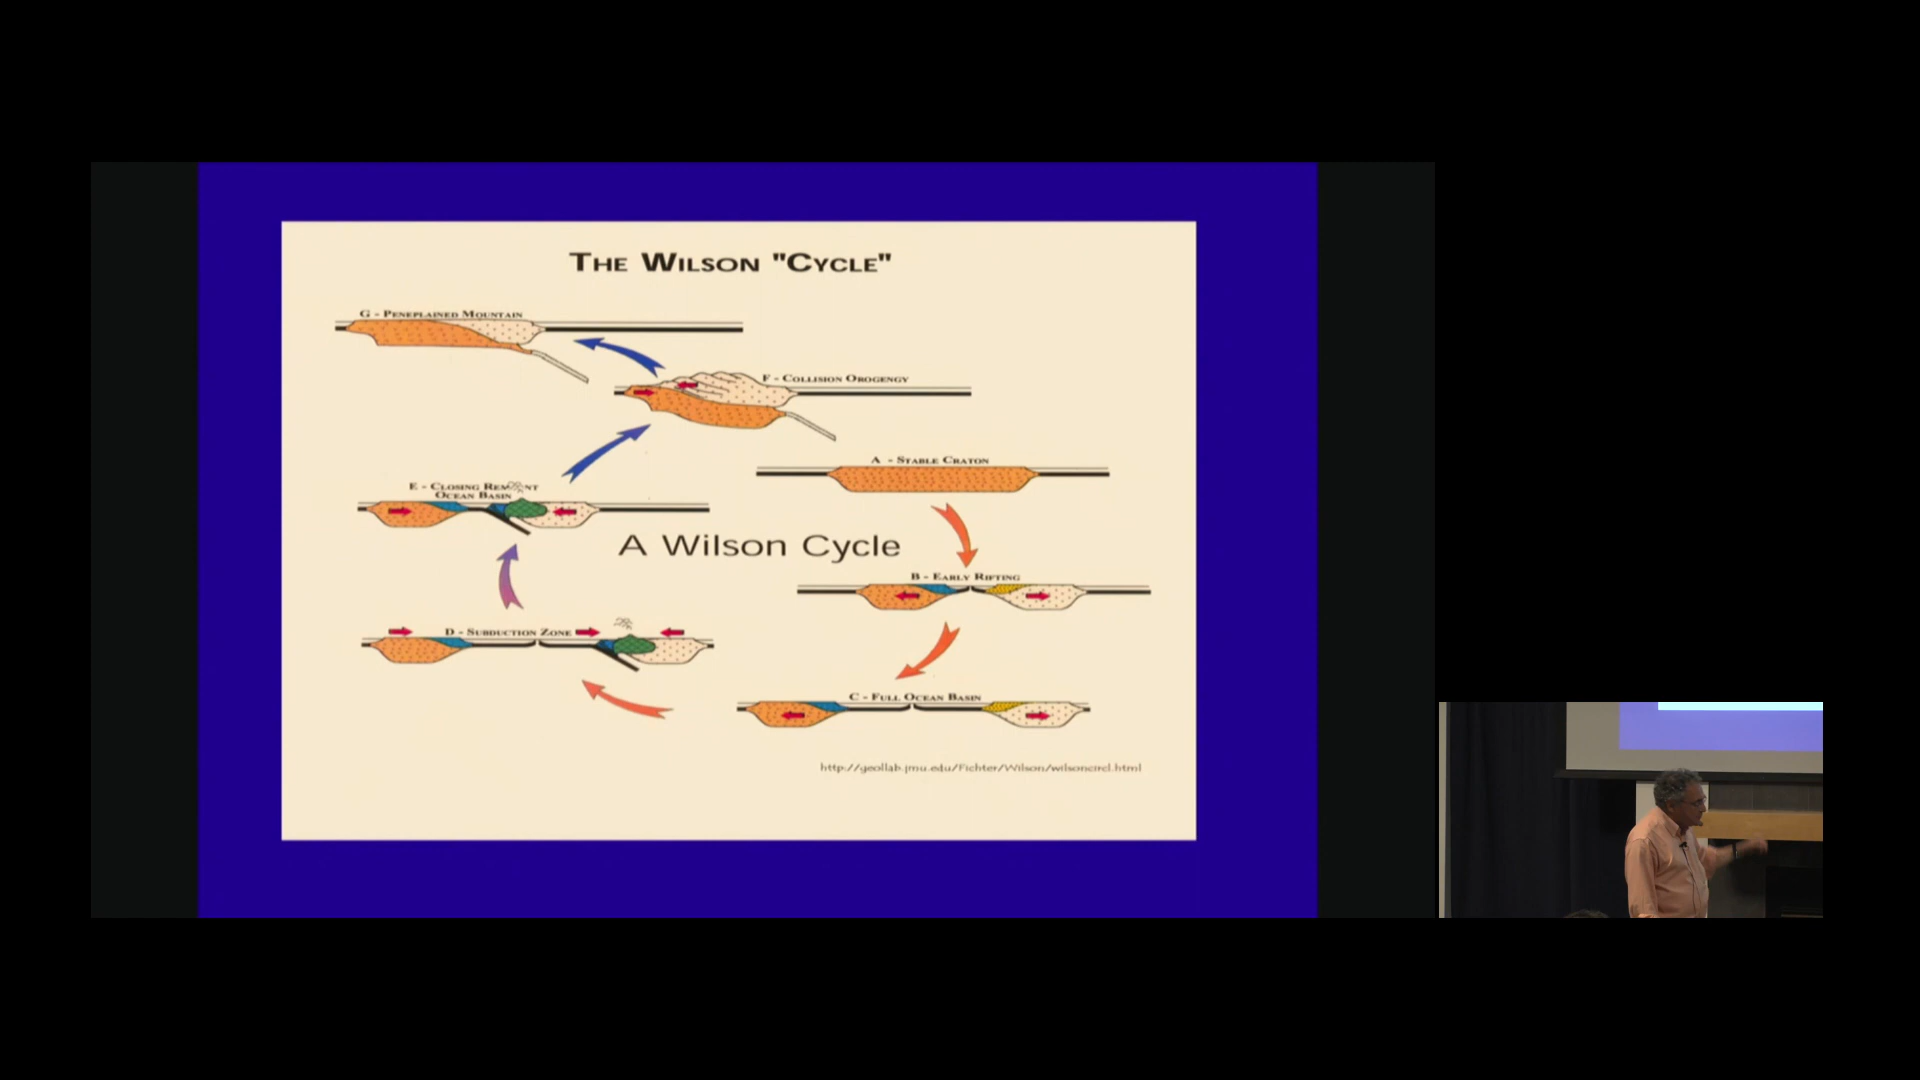 THE WILSON "CYCLE"
G - PENEPLAINED MOUNTAIN
F - COLLISION OROGENGY
A - STABLE CRATON
E - CLOSING REMNANT
OCEAN BASIN
A Wilson Cycle
B - EARLY RIFTING
D - SUBDUCTION ZONE
C - FULL OCEAN BASIN
http://geollab.jmu.edu/Fichter/Wilson/wilsoncircl.html